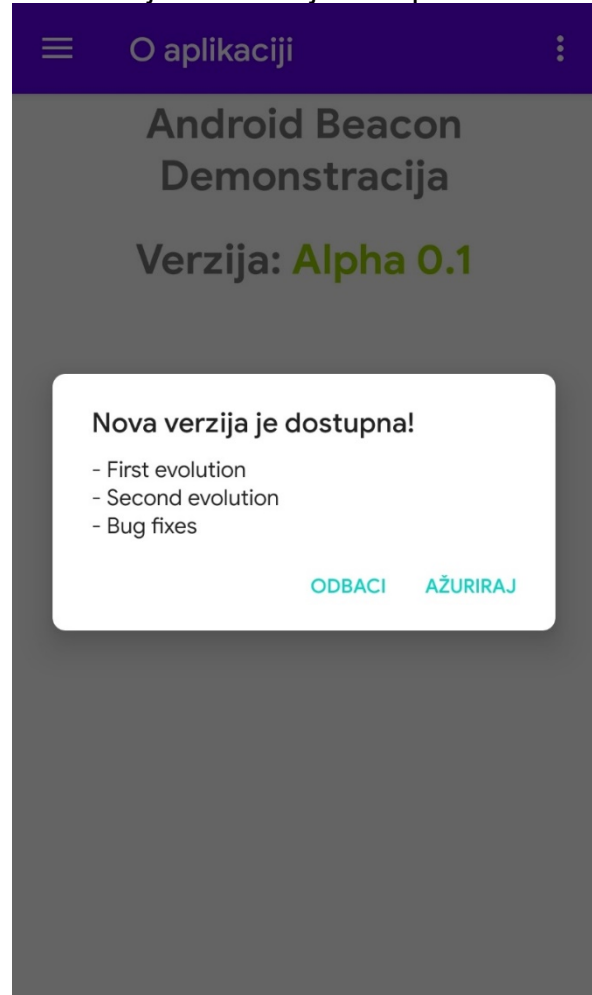 O aplikaciji
Android Beacon
Demonstracija
Verzija: Alpha 0.1
Nova verzija je dostupna!
- First evolution
- Second evolution
- Bug fixes
ODBACI AŽURIRAJ